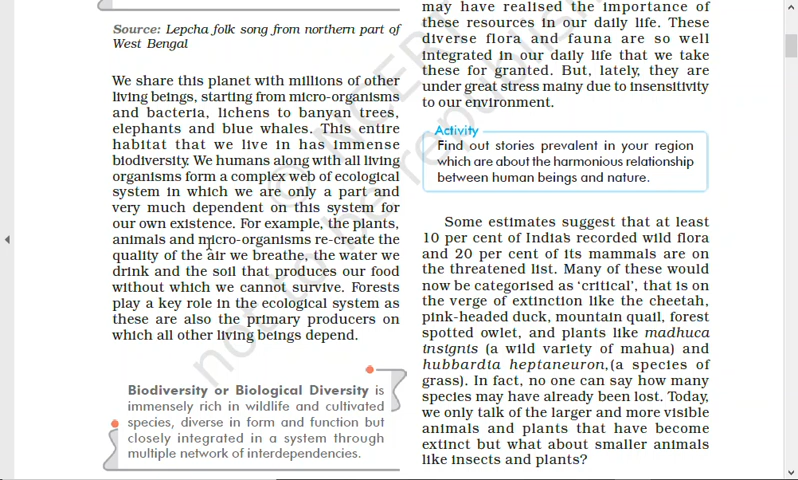 Source: Lepcha folk song from northern part of
West Bengal
We share this planet with millions of other
living beings, starting from micro-organisms
and bacteria, lichens to banyan trees,
elephants and blue whales. This entire
habitat that we live in has immense
biodiversity. We humans along with all living
organisms form a complex web of ecological
system in which we are only a part and
very much dependent on this system for
our own existence. For example, the plants,
animals and micro-organisms re-create the
quality of the air we breathe, the water we
drink and the soil that produces our food
without which we cannot survive. Forests
play a key role in the ecological system as
these are also the primary producers on
which all other living beings depend.
Biodiversity or Biological Diversity is
immensely rich in wildlife and cultivated
species, diverse in form and function but
closely integrated in a system through
multiple network of interdependencies.
may have realised the importance of
these resources in our daily life. These
diverse flora and fauna are so well
integrated in our daily life that we take
these for granted. But, lately, they are
under great stress mainy due to insensitivity
to our environment.
Activity
Find out stories prevalent in your region
which are about the harmonious relationship
between human beings and nature.
Some estimates suggest that at least
10 per cent of India's recorded wild flora
and 20 per cent of its mammals are on
the threatened list. Many of these would
now be categorised as ‘critical’, that is on
the verge of extinction like the cheetah,
pink-headed duck, mountain quail, forest
spotted owlet, and plants like madhuca
insignis (a wild variety of mahua) and
hubbardia heptaneuron,(a species of
grass). In fact, no one can say how many
species may have already been lost. Today,
we only talk of the larger and more visible
animals and plants that have become
extinct but what about smaller animals
like insects and plants?
© NCERT
not to be republished